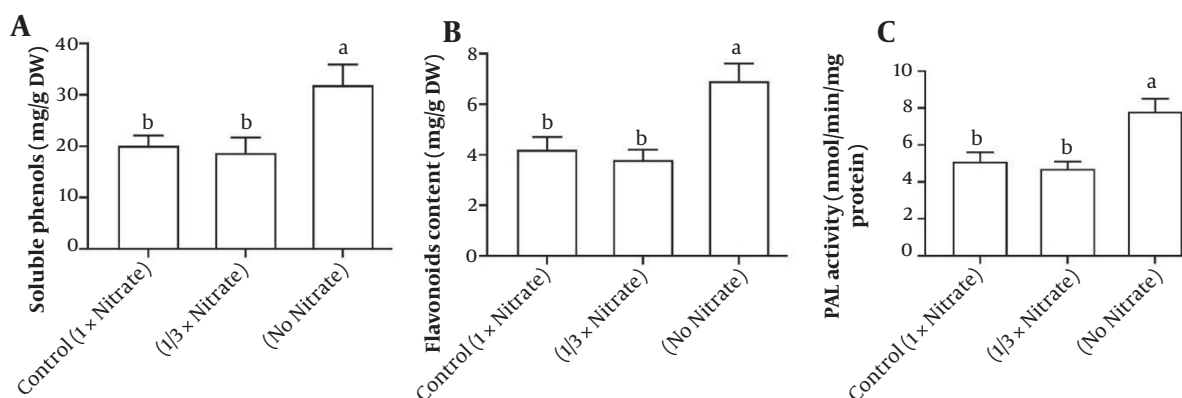 A
Soluble phenols (mg/g DW)
40
30
20
10
0
b
b
a
Control (1 × Nitrate)
(1/3 × Nitrate)
(No Nitrate)
B
Flavonoids content (mg/g DW)
8
6
4
2
0
b
b
a
Control (1 × Nitrate)
(1/3 × Nitrate)
(No Nitrate)
C
PAL activity (nmol/min/mg
protein)
10
8
6
4
2
0
b
b
a
Control (1 × Nitrate)
(1/3 × Nitrate)
(No Nitrate)